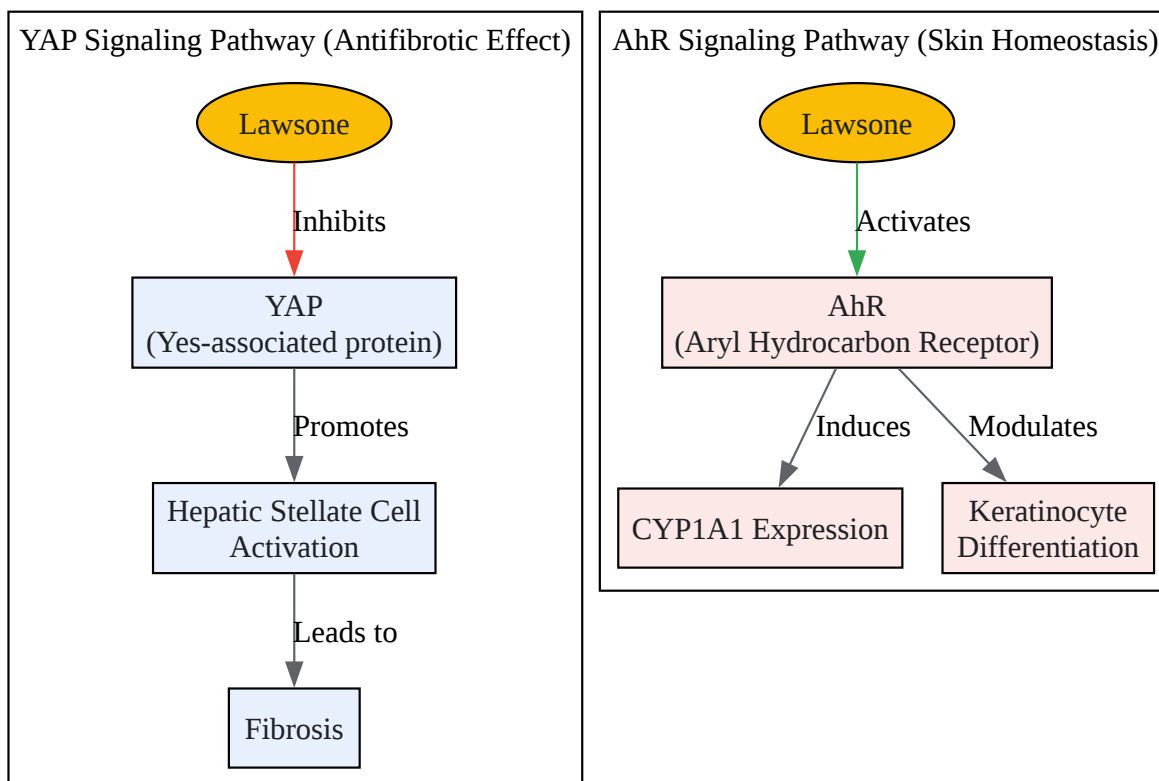 YAP Signaling Pathway (Antifibrotic Effect)
Lawsone
Inhibits
YAP
(Yes-associated protein)
Promotes
Hepatic Stellate Cell
Activation
Leads to
Fibrosis
AhR Signaling Pathway (Skin Homeostasis)
Lawsone
Activates
AhR
(Aryl Hydrocarbon Receptor)
Induces
Modulates
CYP1A1 Expression
Keratinocyte
Differentiation